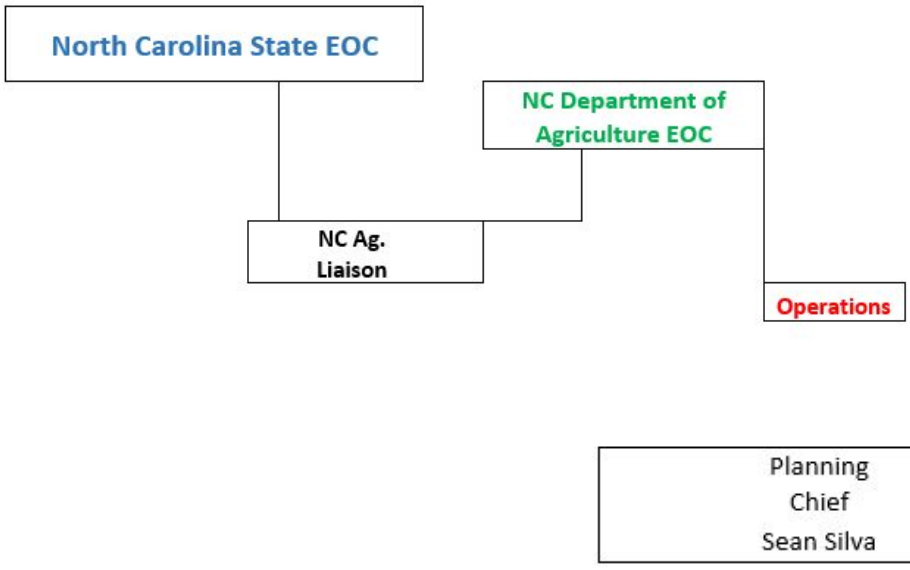 North Carolina State EOC
NC Department of
Agriculture EOC
NC Ag.
Liaison
Operations
Planning
Chief
Sean Silva